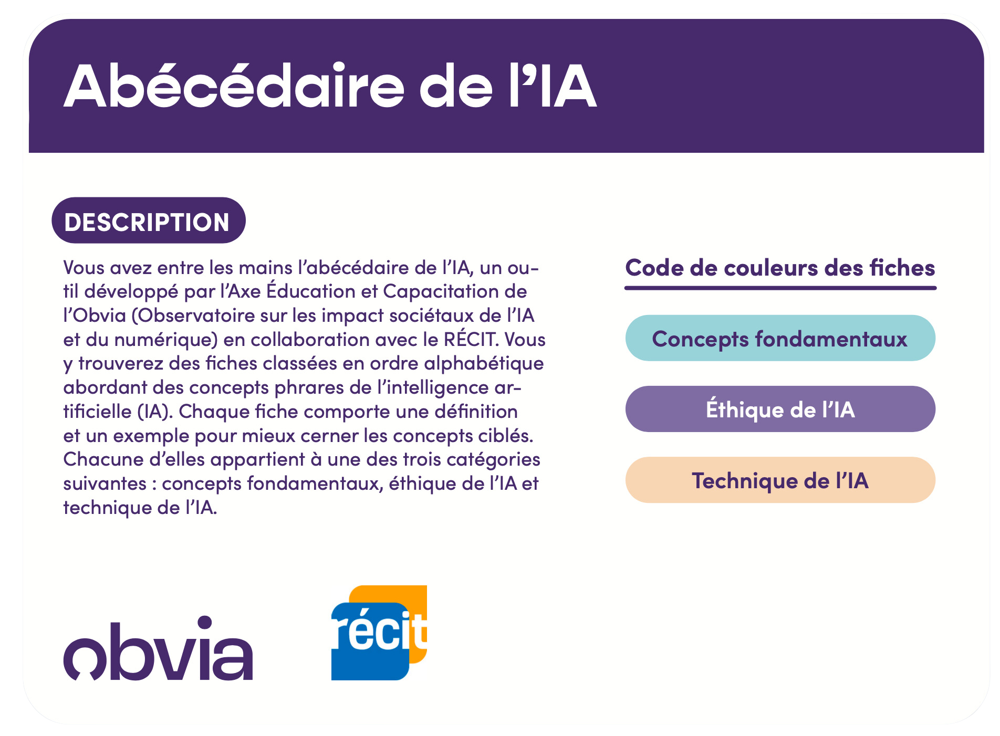 Abécédaire de l’IA
DESCRIPTION
Vous avez entre les mains l’abécédaire de l’IA, un ou-
til développé par l’Axe Éducation et Capacitation de
l’Obvia (Observatoire sur les impact sociétaux de l’IA
et du numérique) en collaboration avec le RÉCIT. Vous
y trouverez des fiches classées en ordre alphabétique
abordant des concepts phrares de l’intelligence ar-
tificielle (IA). Chaque fiche comporte une définition
et un exemple pour mieux cerner les concepts ciblés.
Chacune d’elles appartient à une des trois catégories
suivantes : concepts fondamentaux, éthique de l’IA et
technique de l’IA.
Code de couleurs des fiches
Concepts fondamentaux
Éthique de l’IA
Technique de l’IA
obvia
récit